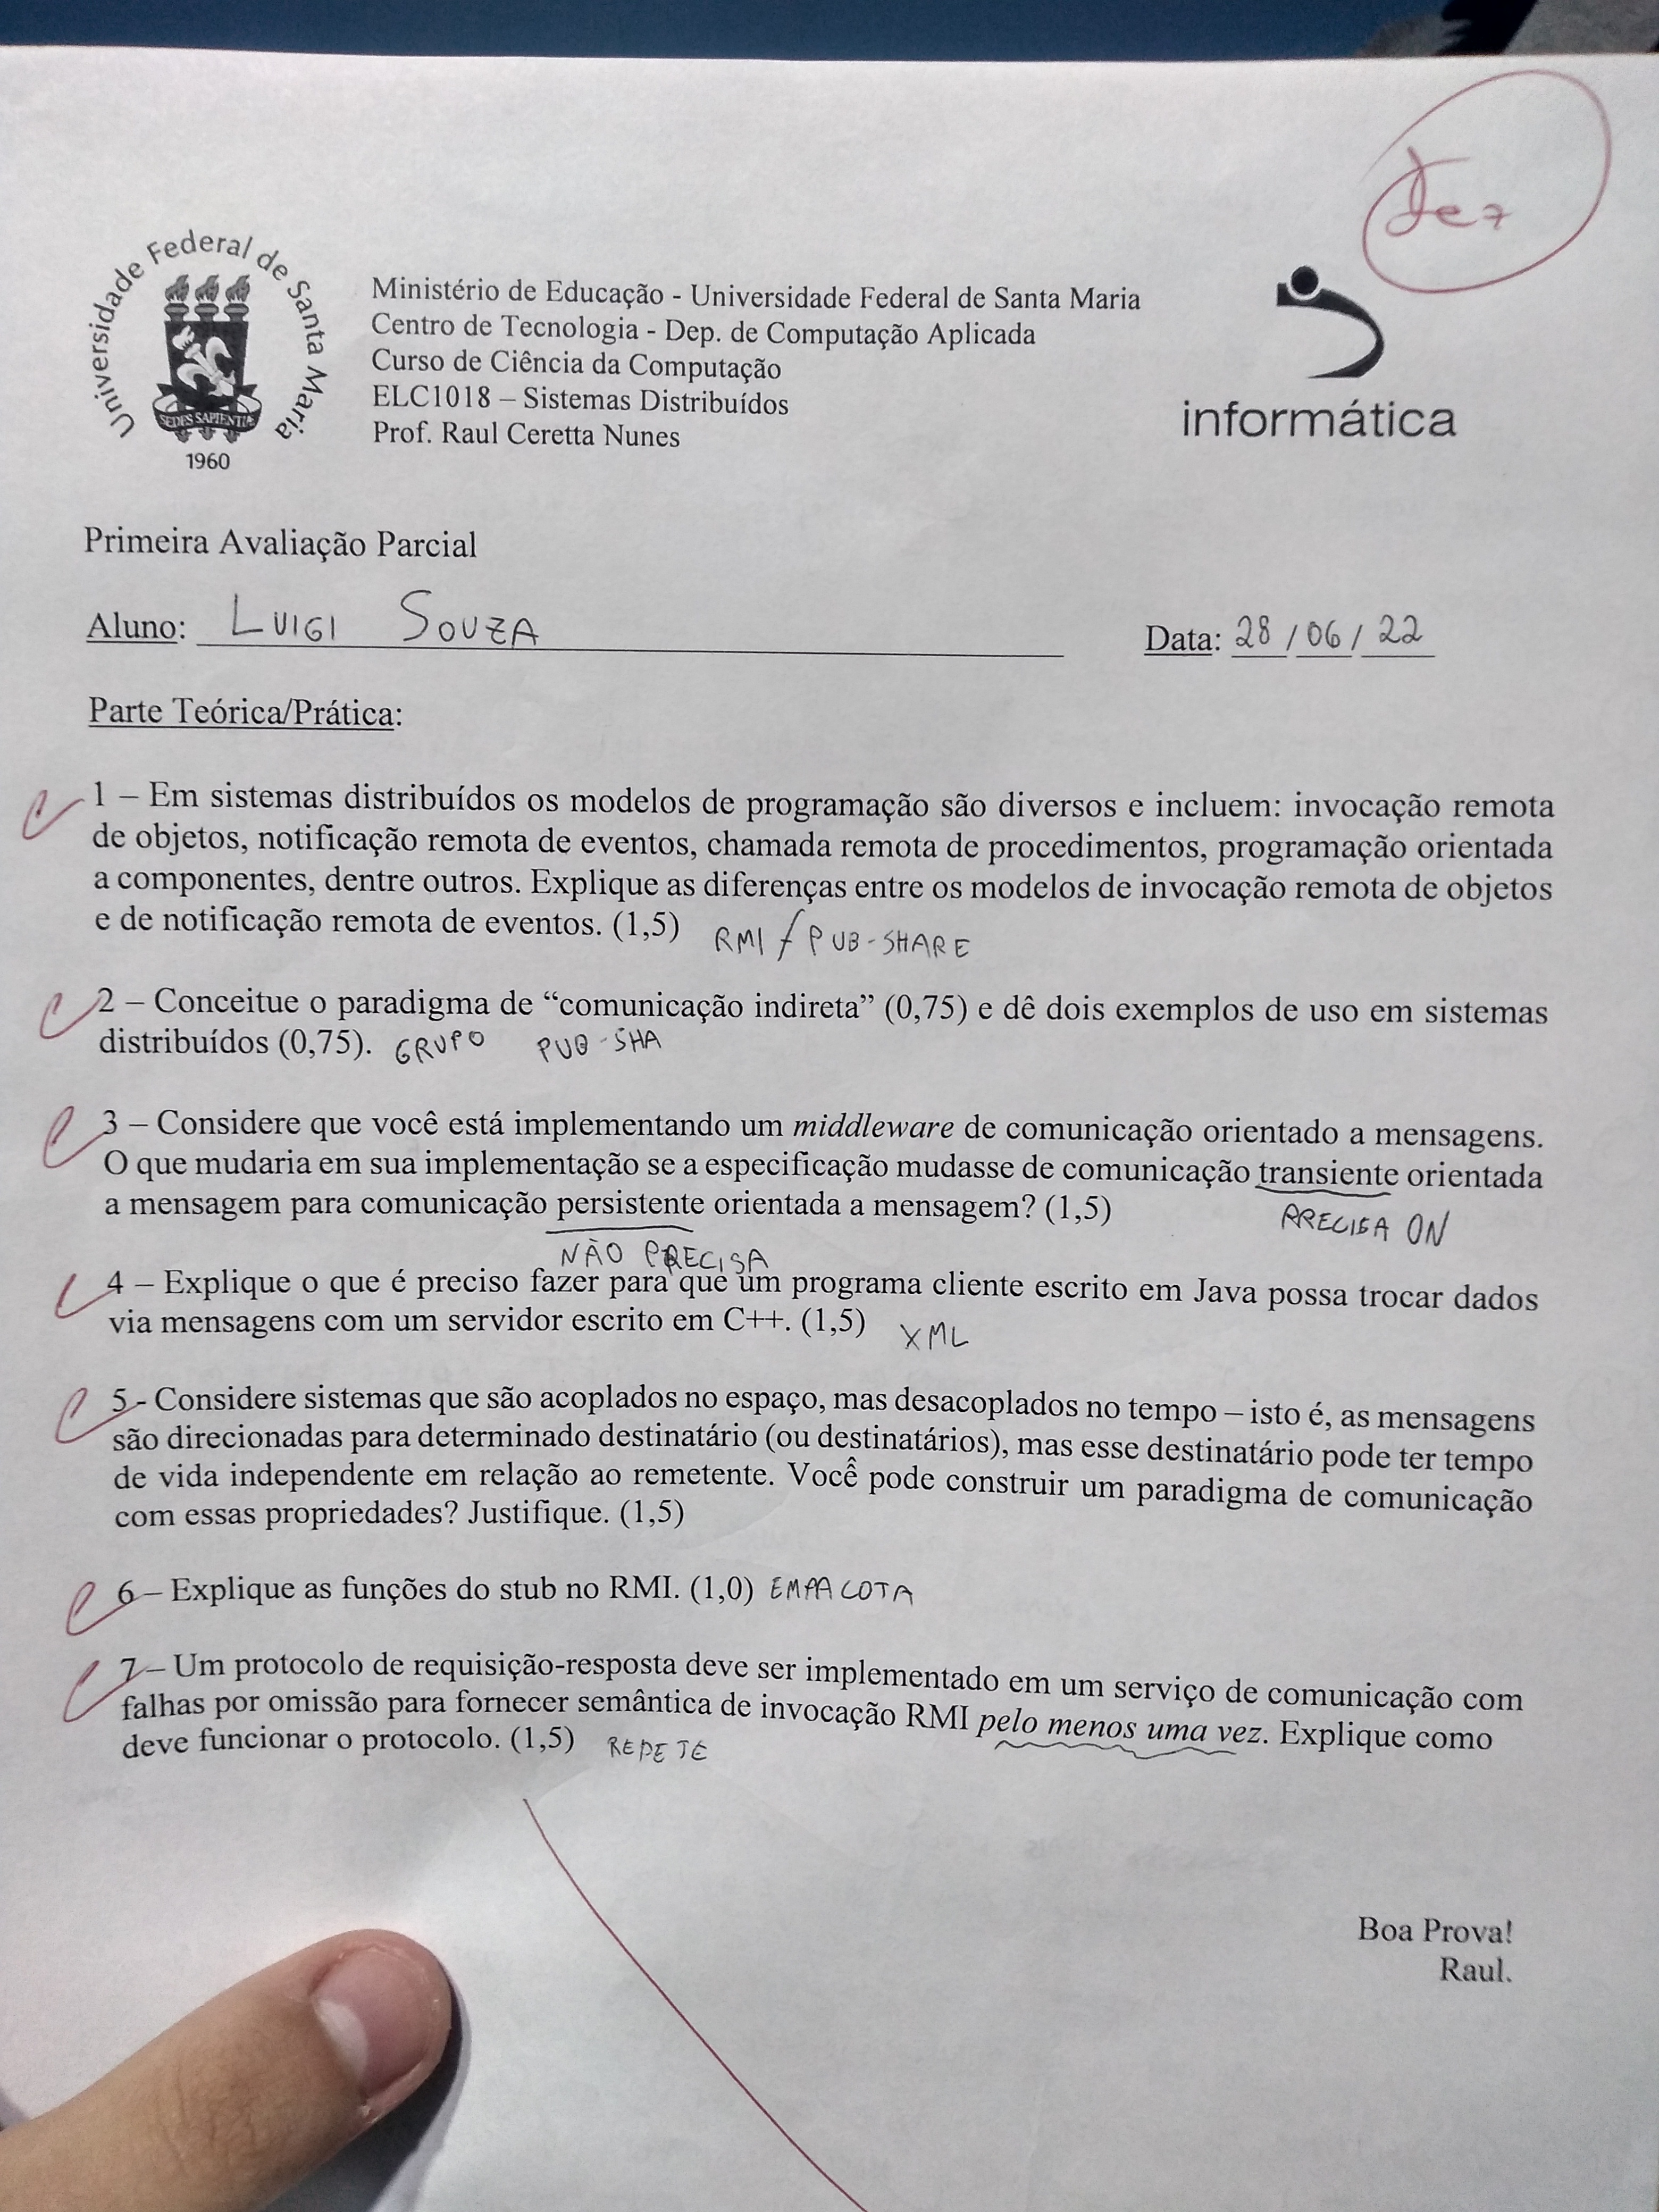 dez
Universidade Federal de Santa Maria
SEDES SAPIENTIAE
1960
Ministério de Educação - Universidade Federal de Santa Maria
Centro de Tecnologia - Dep. de Computação Aplicada
Curso de Ciência da Computação
ELC1018 – Sistemas Distribuídos
Prof. Raul Ceretta Nunes
informática
Primeira Avaliação Parcial
Aluno: LUIGI SOUZA Data: 28/06/22
Parte Teórica/Prática:
1 – Em sistemas distribuídos os modelos de programação são diversos e incluem: invocação remota
de objetos, notificação remota de eventos, chamada remota de procedimentos, programação orientada
a componentes, dentre outros. Explique as diferenças entre os modelos de invocação remota de objetos
e de notificação remota de eventos. (1,5) RMI ≠ PUB-SHARE
2 – Conceitue o paradigma de “comunicação indireta” (0,75) e dê dois exemplos de uso em sistemas
distribuídos (0,75). GRUPO PUB-SHA
3 – Considere que você está implementando um middleware de comunicação orientado a mensagens.
O que mudaria em sua implementação se a especificação mudasse de comunicação transiente orientada
a mensagem para comunicação persistente orientada a mensagem? (1,5) PRECISA ON
NÃO PRECISA
4 – Explique o que é preciso fazer para que um programa cliente escrito em Java possa trocar dados
via mensagens com um servidor escrito em C++. (1,5) XML
5 - Considere sistemas que são acoplados no espaço, mas desacoplados no tempo – isto é, as mensagens
são direcionadas para determinado destinatário (ou destinatários), mas esse destinatário pode ter tempo
de vida independente em relação ao remetente. Você pode construir um paradigma de comunicação
com essas propriedades? Justifique. (1,5)
6 – Explique as funções do stub no RMI. (1,0) EMPACOTA
7 – Um protocolo de requisição-resposta deve ser implementado em um serviço de comunicação com
falhas por omissão para fornecer semântica de invocação RMI pelo menos uma vez. Explique como
deve funcionar o protocolo. (1,5) REPETE
Boa Prova!
Raul.